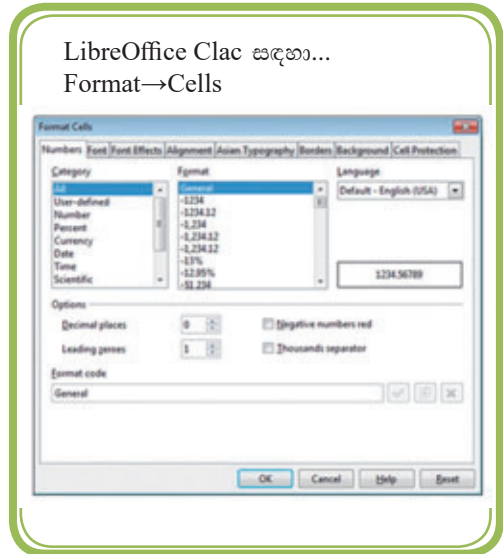 LibreOffice Clac සඳහා...
Format→Cells
Format Cells
Numbers Font Font Effects Alignment Asian Typography Borders Background Cell Protection
Category Format Language
All General Default - English (USA)
User-defined -1234
Number -1234.12
Percent -1,234
Currency -1,234.12
Date -1,234.12
Time -13%
Scientific -12.95%
-$1,234
1234.56789
Options
Decimal places 0 Negative numbers red
Leading zeroes 1 Thousands separator
Format code
General
OK Cancel Help Reset